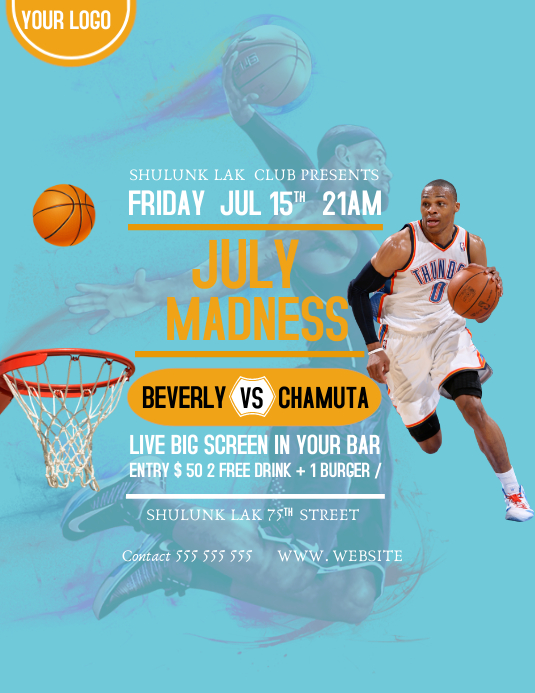 YOUR LOGO
SHULUNK LAK CLUB PRESENTS
FRIDAY JUL 15TH 21AM
JULY
MADNESS
BEVERLY VS CHAMUTA
LIVE BIG SCREEN IN YOUR BAR
ENTRY $ 50 2 FREE DRINK + 1 BURGER /
SHULUNK LAK 75TH STREET
Contact 555 555 555 WWW. WEBSITE
THUND
0